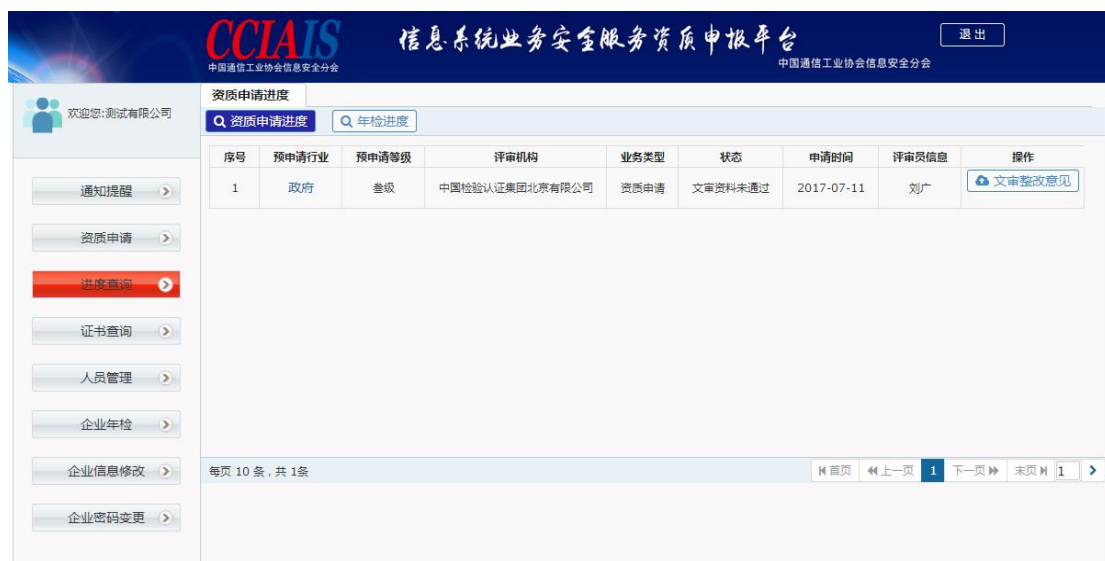 CCIAIS
中国通信工业协会信息安全分会
信息系统业务安全服务资质申报平台
中国通信工业协会信息安全分会
退出
欢迎您:测试有限公司
通知提醒
资质申请
进度查询
证书查询
人员管理
企业年检
企业信息修改
企业密码变更
资质申请进度
资质申请进度 年检进度
序号 预申请行业 预申请等级 评审机构 业务类型 状态 申请时间 评审员信息 操作
1 政府 叁级 中国检验认证集团北京有限公司 资质申请 文审资料未通过 2017-07-11 刘广 文审整改意见
每页 10 条 , 共 1条 首页 上一页 1 下一页 末页 1